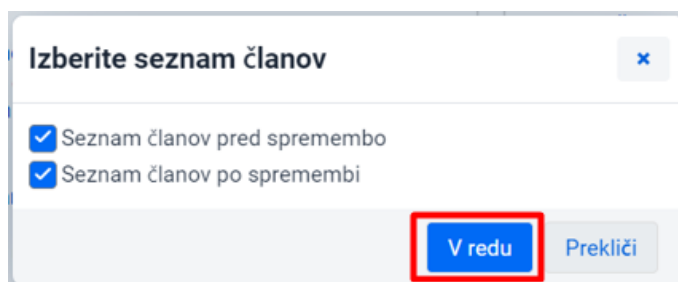 Izberite seznam članov
Seznam članov pred spremembo
Seznam članov po spremembi
V redu
Prekliči